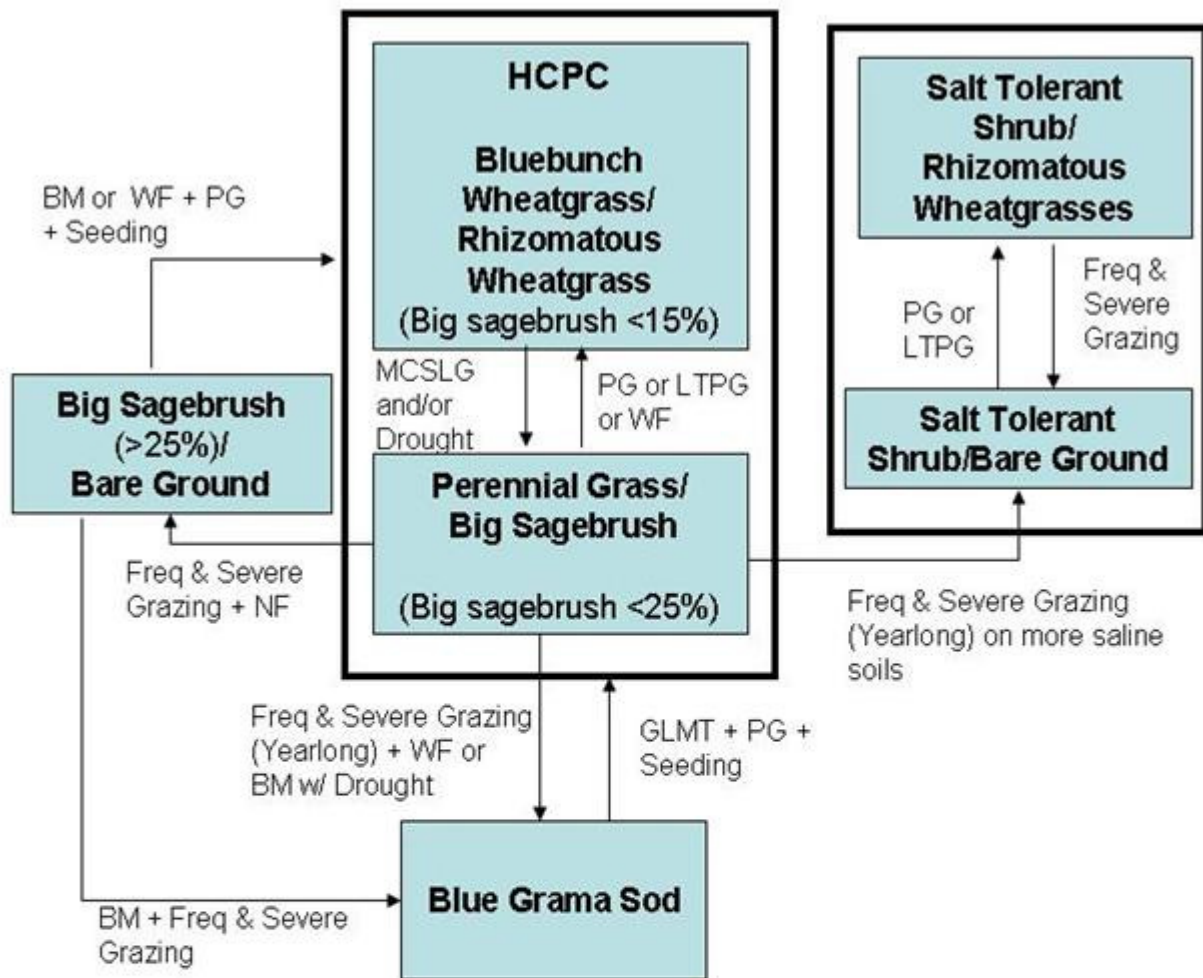 HCPC
Bluebunch
Wheatgrass/
Rhizomatous
Wheatgrass
(Big sagebrush <15%)
Salt Tolerant
Shrub/
Rhizomatous
Wheatgrasses
BM or WF + PG
+ Seeding
MCSLG
and/or
Drought
PG or LTPG
or WF
PG or
LTPG
Freq &
Severe
Grazing
Big Sagebrush
(>25%)/
Bare Ground
Perennial Grass/
Big Sagebrush
(Big sagebrush <25%)
Salt Tolerant
Shrub/Bare Ground
Freq & Severe
Grazing + NF
Freq & Severe Grazing
(Yearlong) on more saline
soils
Freq & Severe Grazing
(Yearlong) + WF or
BM w/ Drought
GLMT + PG +
Seeding
Blue Grama Sod
BM + Freq & Severe
Grazing